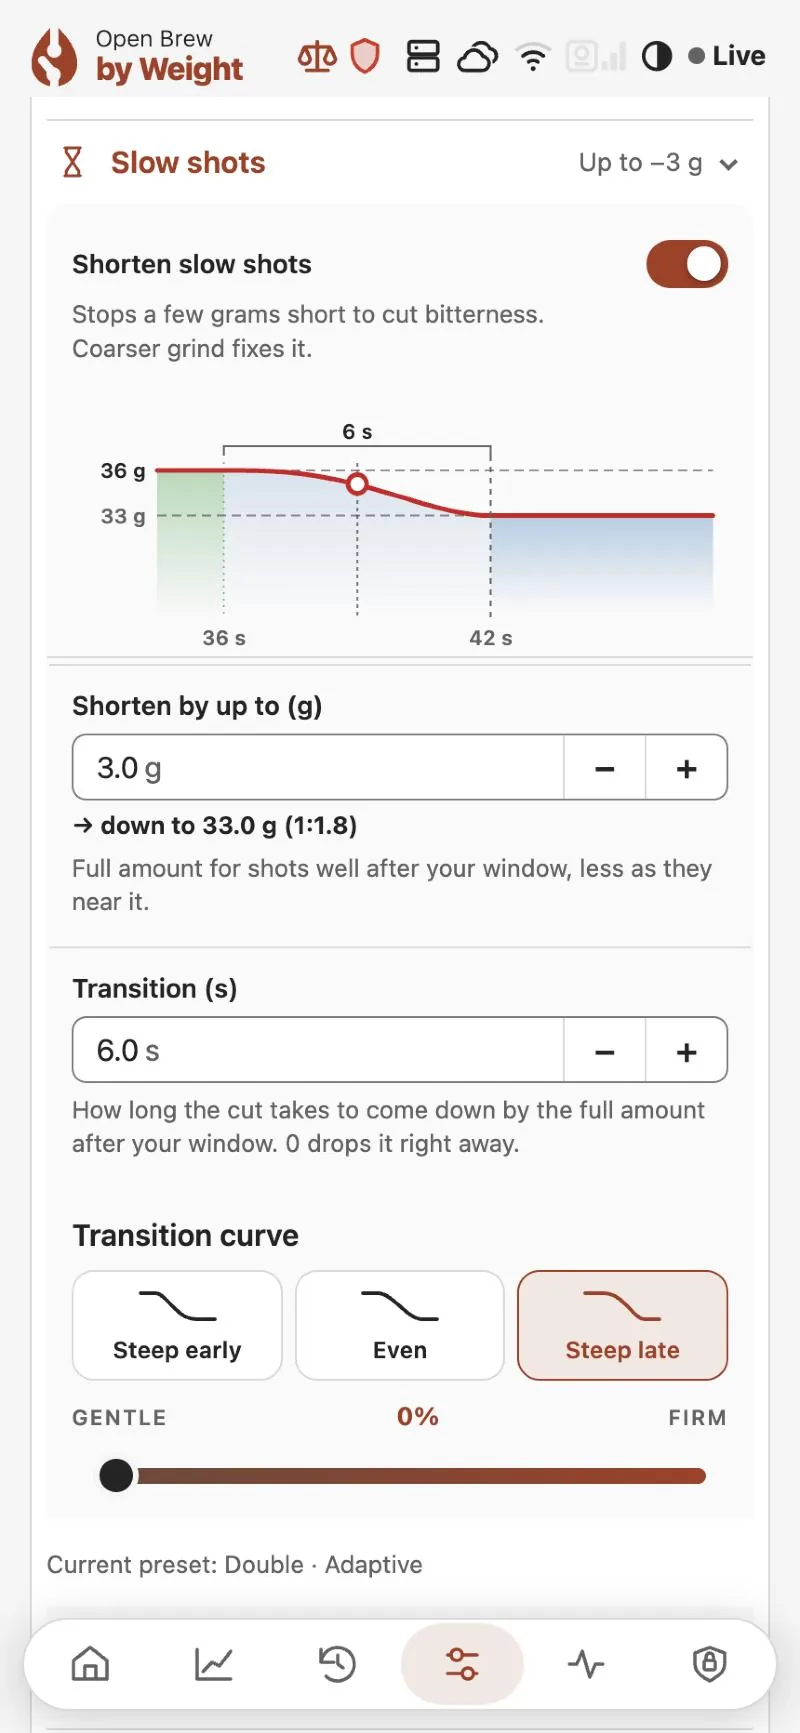 Open Brew
by Weight
Live
Slow shots
Up to –3 g
Shorten slow shots
Stops a few grams short to cut bitterness.
Coarser grind fixes it.
6 s
36 g
33 g
36 s
42 s
Shorten by up to (g)
3.0 g
− +
→ down to 33.0 g (1:1.8)
Full amount for shots well after your window, less as they
near it.
Transition (s)
6.0 s
− +
How long the cut takes to come down by the full amount
after your window. 0 drops it right away.
Transition curve
Steep early
Even
Steep late
GENTLE
0%
FIRM
Current preset: Double · Adaptive